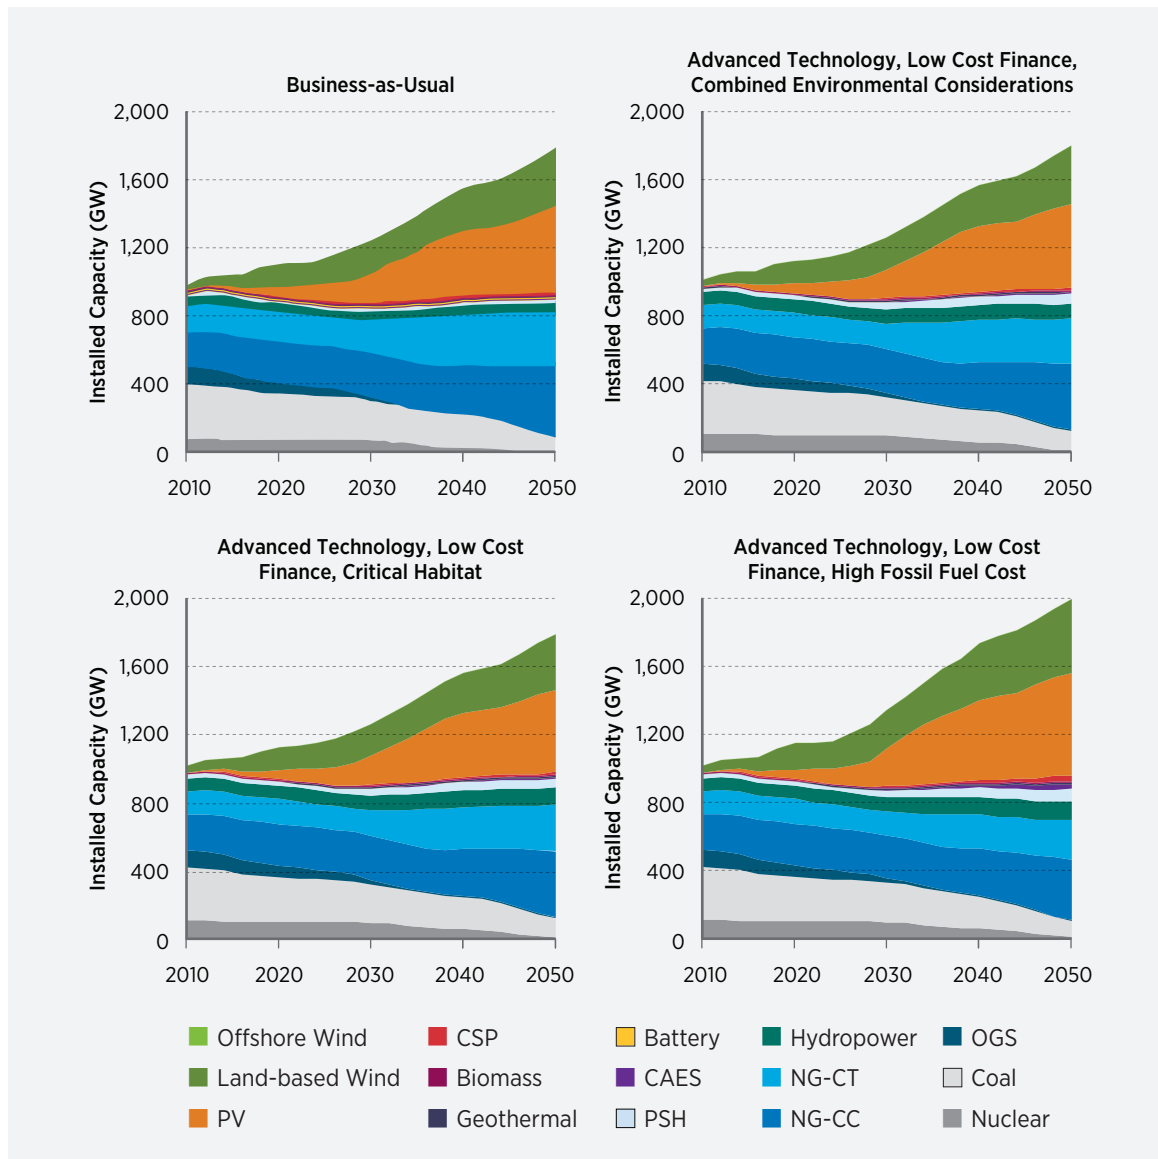 Business-as-Usual
Advanced Technology, Low Cost Finance,
Combined Environmental Considerations
Installed Capacity (GW)
2,000
1,600
1,200
800
400
0
2010 2020 2030 2040 2050
Installed Capacity (GW)
2,000
1,600
1,200
800
400
0
2010 2020 2030 2040 2050
Advanced Technology, Low Cost
Finance, Critical Habitat
Advanced Technology, Low Cost
Finance, High Fossil Fuel Cost
Installed Capacity (GW)
2,000
1,600
1,200
800
400
0
2010 2020 2030 2040 2050
Installed Capacity (GW)
2,000
1,600
1,200
800
400
0
2010 2020 2030 2040 2050
Offshore Wind CSP Battery Hydropower OGS
Land-based Wind Biomass CAES NG-CT Coal
PV Geothermal PSH NG-CC Nuclear